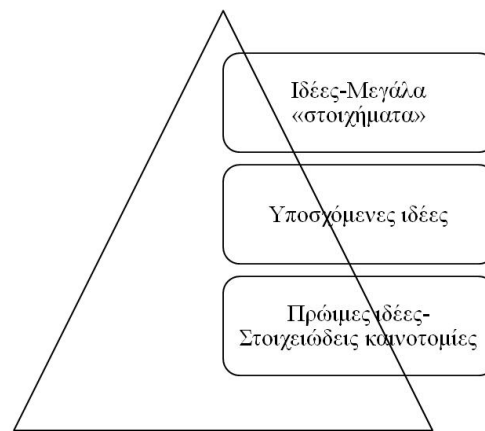 Ιδέες-Μεγάλα
«στοιχήματα»
Υποσχόμενες ιδέες
Πρώιμες ιδέες-
Στοιχειώδεις καινοτομίες